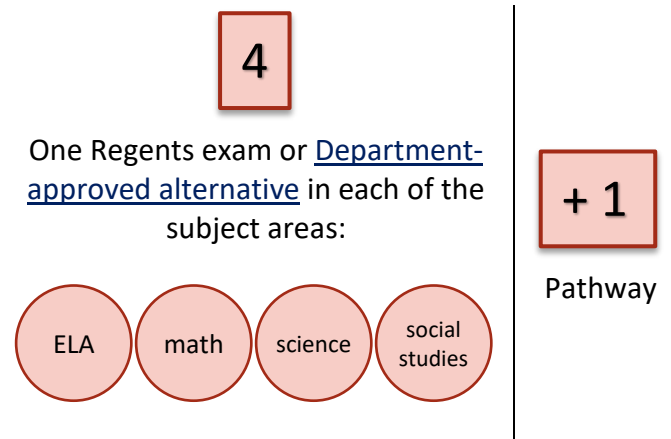 4
One Regents exam or Department-
approved alternative in each of the
subject areas:
ELA
math
science
social
studies
+ 1
Pathway